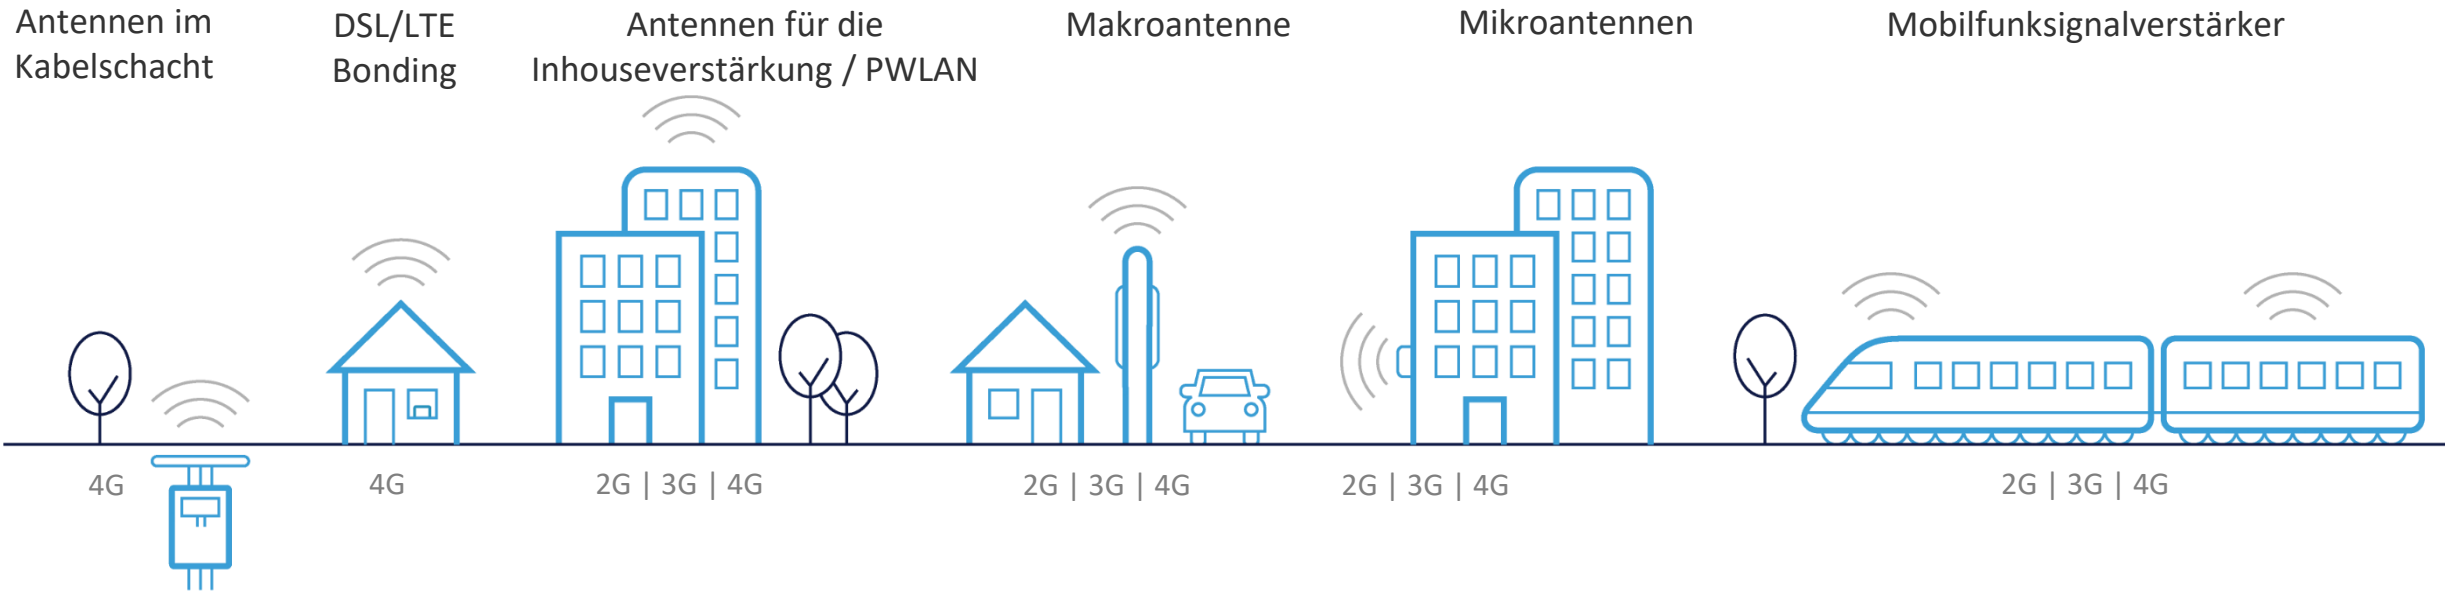 Antennen im
Kabelschacht
DSL/LTE
Bonding
Antennen für die
Inhouseverstärkung / PWLAN
Makroantenne
Mikroantennen
Mobilfunksignalverstärker
4G
4G
2G | 3G | 4G
2G | 3G | 4G
2G | 3G | 4G
2G | 3G | 4G